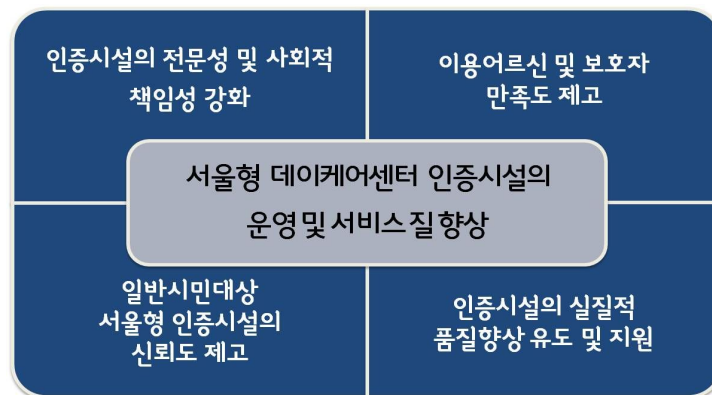 인증시설의 전문성 및 사회적
책임성 강화
이용어르신 및 보호자
만족도 제고
서울형 데이케어센터 인증시설의
운영및서비스질향상
일반시민대상
서울형 인증시설의
신뢰도 제고
인증시설의 실질적
품질향상 유도 및 지원